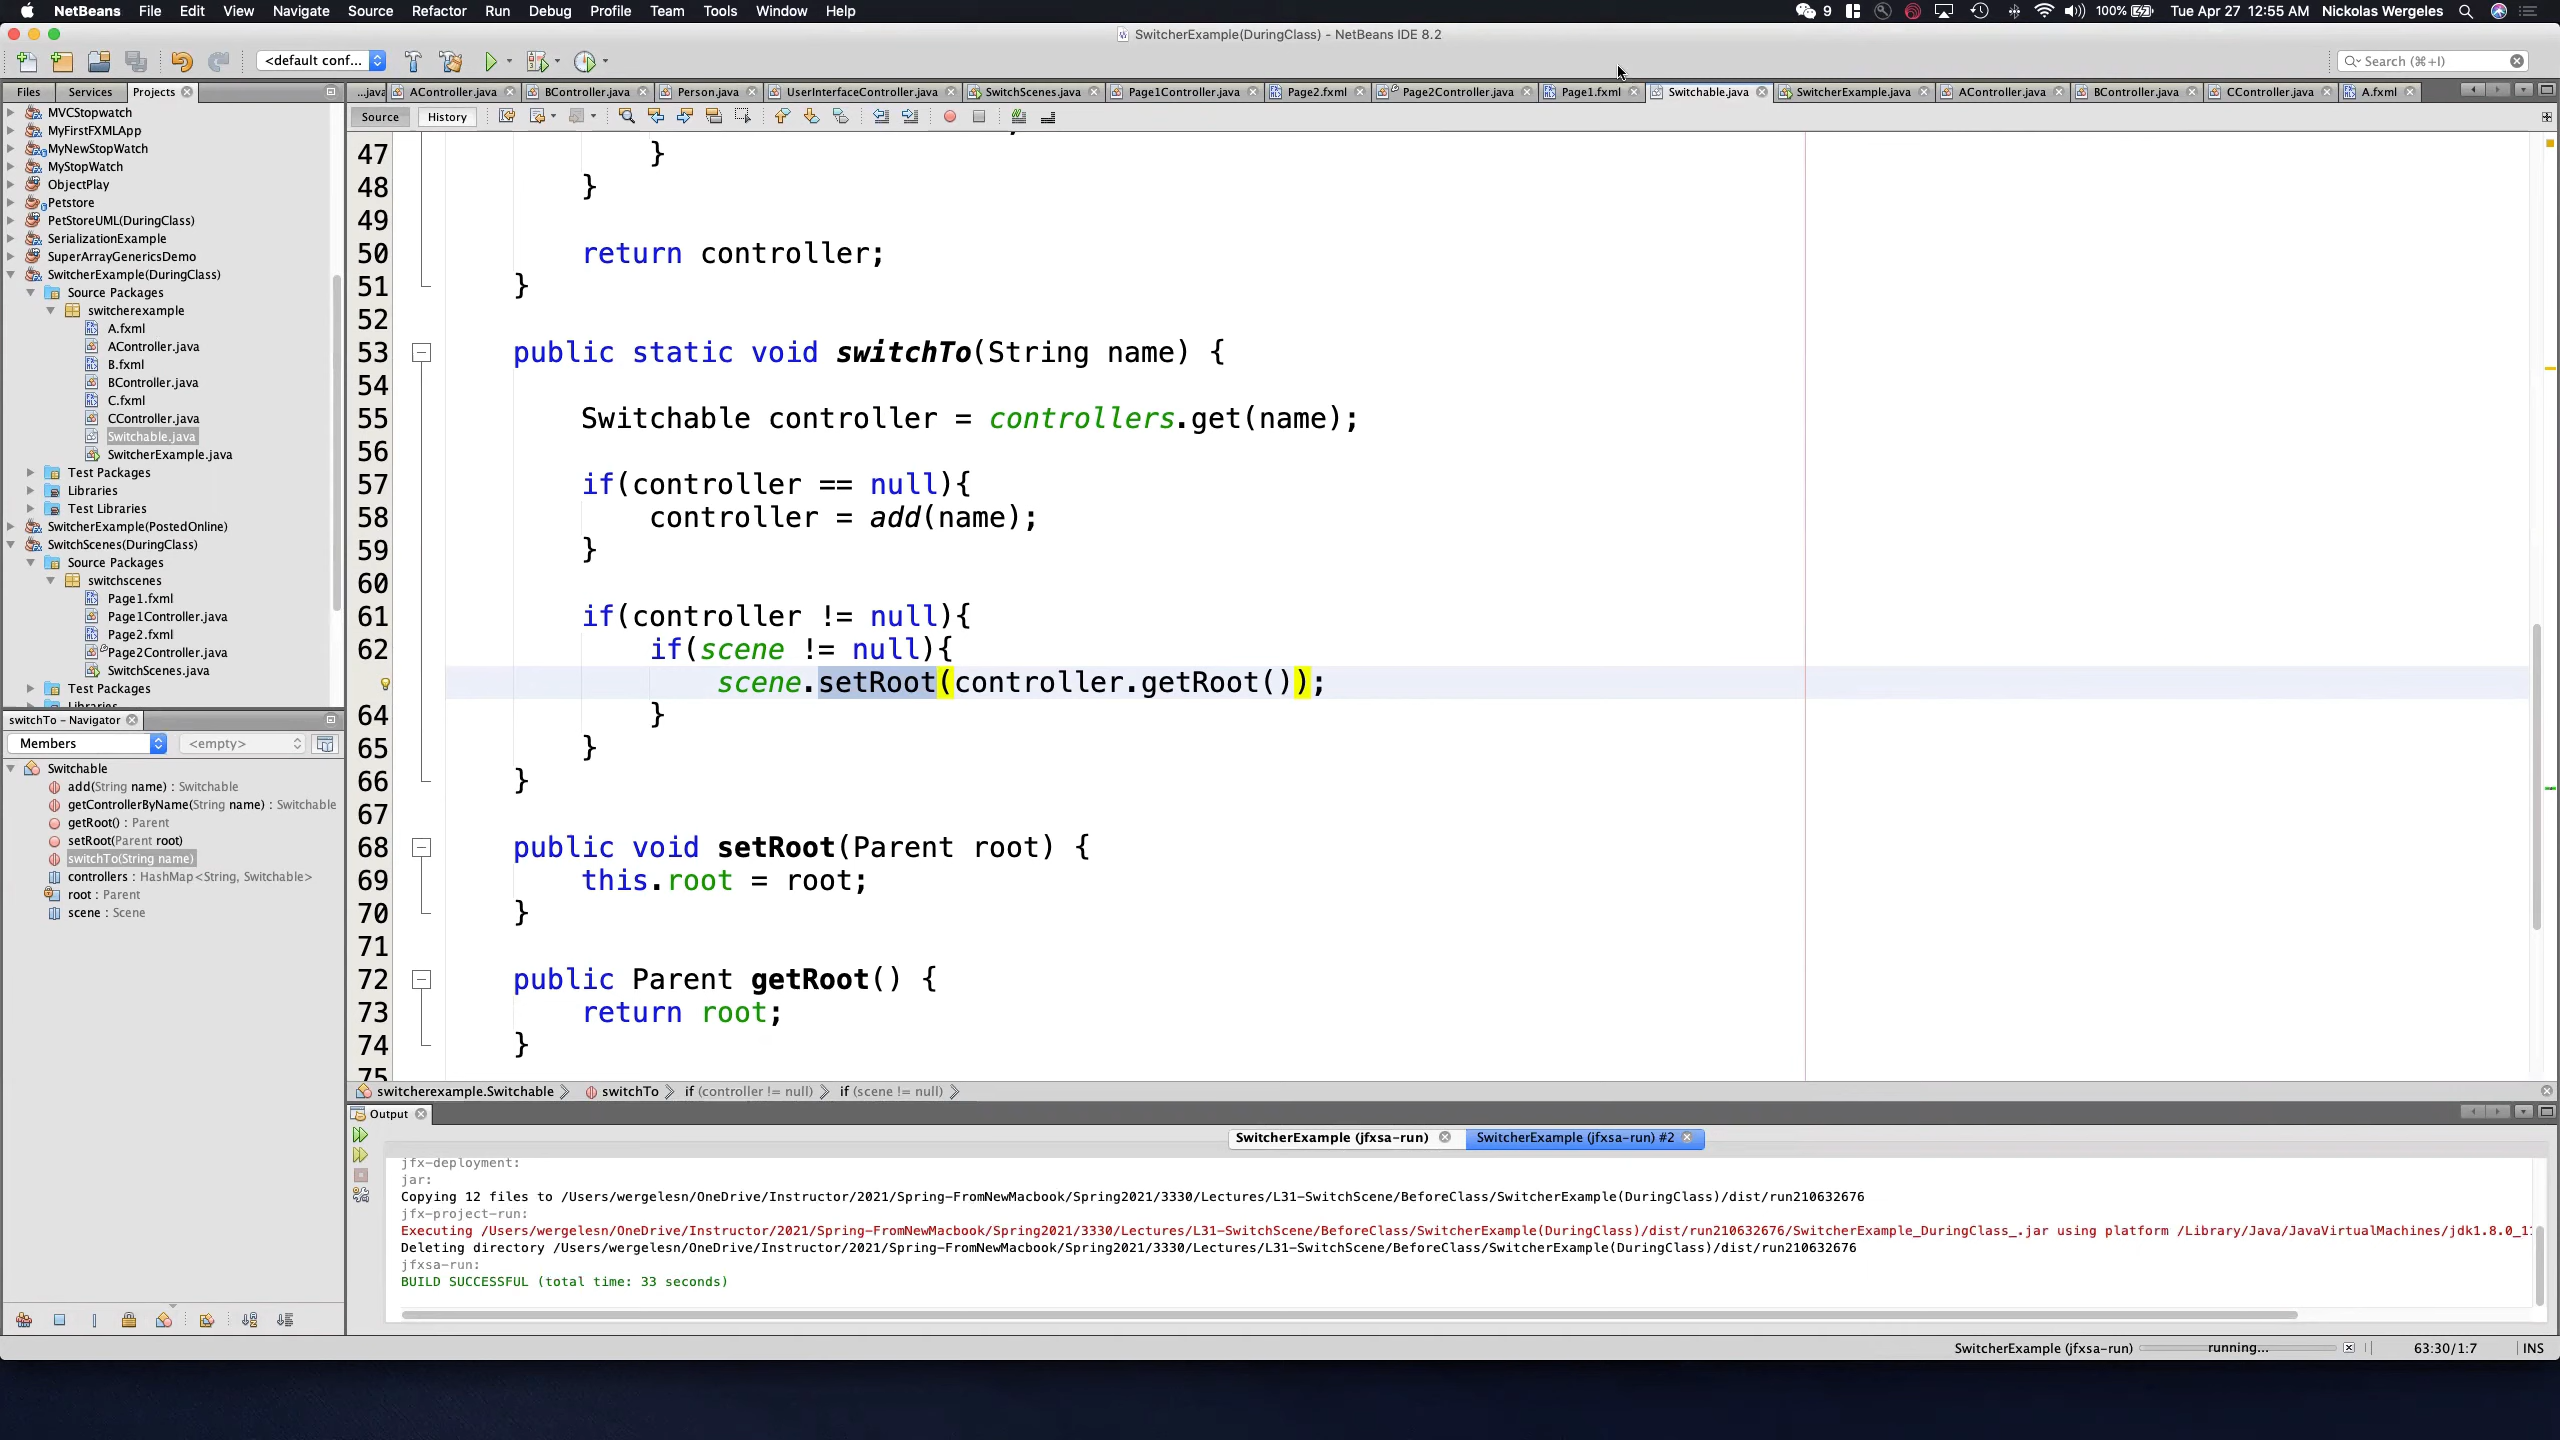 NetBeans File Edit View Navigate Source Refactor Run Debug Profile Team Tools Window Help 9 100% Tue Apr 27 12:55 AM Nickolas Wergeles
SwitcherExample(DuringClass) - NetBeans IDE 8.2
<default conf... Search (⌘+I)
Files Services Projects ...java AController.java BController.java Person.java UserInterfaceController.java SwitchScenes.java Page1Controller.java Page2.fxml Page2Controller.java Page1.fxml Switchable.java SwitcherExample.java AController.java BController.java CController.java A.fxml
Source History
MVCStopwatch
MyFirstFXMLApp
MyNewStopWatch
MyStopWatch
ObjectPlay
Petstore
PetStoreUML(DuringClass)
SerializationExample
SuperArrayGenericsDemo
SwitcherExample(DuringClass)
Source Packages
switcherexample
A.fxml
AController.java
B.fxml
BController.java
C.fxml
CController.java
Switchable.java
SwitcherExample.java
Test Packages
Libraries
Test Libraries
SwitcherExample(PostedOnline)
SwitchScenes(DuringClass)
Source Packages
switchscenes
Page1.fxml
Page1Controller.java
Page2.fxml
Page2Controller.java
SwitchScenes.java
Test Packages
Libraries
switchTo - Navigator
Members <empty>
Switchable
add(String name) : Switchable
getControllerByName(String name) : Switchable
getRoot() : Parent
setRoot(Parent root)
switchTo(String name)
controllers : HashMap<String, Switchable>
root : Parent
scene : Scene
47 }
48 }
49
50 return controller;
51 }
52
53 public static void switchTo(String name) {
54
55 Switchable controller = controllers.get(name);
56
57 if(controller == null){
58 controller = add(name);
59 }
60
61 if(controller != null){
62 if(scene != null){
scene.setRoot(controller.getRoot());
64 }
65 }
66 }
67
68 public void setRoot(Parent root) {
69 this.root = root;
70 }
71
72 public Parent getRoot() {
73 return root;
74 }
75
switcherexample.Switchable switchTo if (controller != null) if (scene != null)
Output
SwitcherExample (jfxsa-run) SwitcherExample (jfxsa-run) #2
jfx-deployment:
jar:
Copying 12 files to /Users/wergelesn/OneDrive/Instructor/2021/Spring-FromNewMacbook/Spring2021/3330/Lectures/L31-SwitchScene/BeforeClass/SwitcherExample(DuringClass)/dist/run210632676
jfx-project-run:
Executing /Users/wergelesn/OneDrive/Instructor/2021/Spring-FromNewMacbook/Spring2021/3330/Lectures/L31-SwitchScene/BeforeClass/SwitcherExample(DuringClass)/dist/run210632676/SwitcherExample_DuringClass_.jar using platform /Library/Java/JavaVirtualMachines/jdk1.8.0_1
Deleting directory /Users/wergelesn/OneDrive/Instructor/2021/Spring-FromNewMacbook/Spring2021/3330/Lectures/L31-SwitchScene/BeforeClass/SwitcherExample(DuringClass)/dist/run210632676
jfxsa-run:
BUILD SUCCESSFUL (total time: 33 seconds)
SwitcherExample (jfxsa-run) running... 63:30/1:7 INS